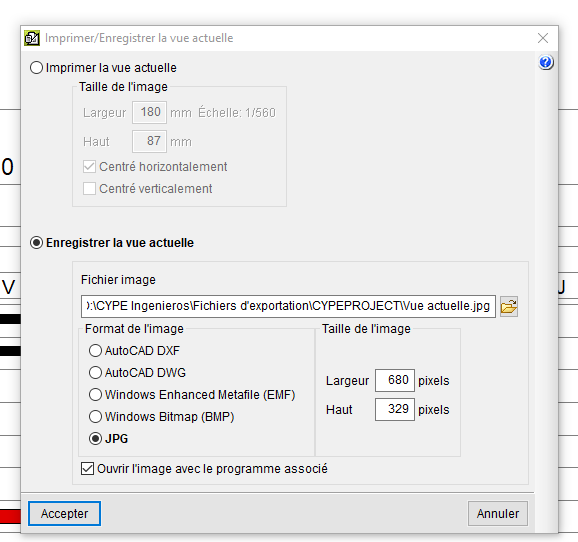 Imprimer/Enregistrer la vue actuelle
Imprimer la vue actuelle
Taille de l'image
Largeur 180 mm Échelle: 1/560
Haut 87 mm
Centré horizontalement
Centré verticalement
0
Enregistrer la vue actuelle
V
Fichier image
:\CYPE Ingenieros\Fichiers d'exportation\CYPEPROJECT\Vue actuelle.jpg
Format de l'image
AutoCAD DXF
AutoCAD DWG
Windows Enhanced Metafile (EMF)
Windows Bitmap (BMP)
JPG
Taille de l'image
Largeur 680 pixels
Haut 329 pixels
Ouvrir l'image avec le programme associé
Accepter
Annuler